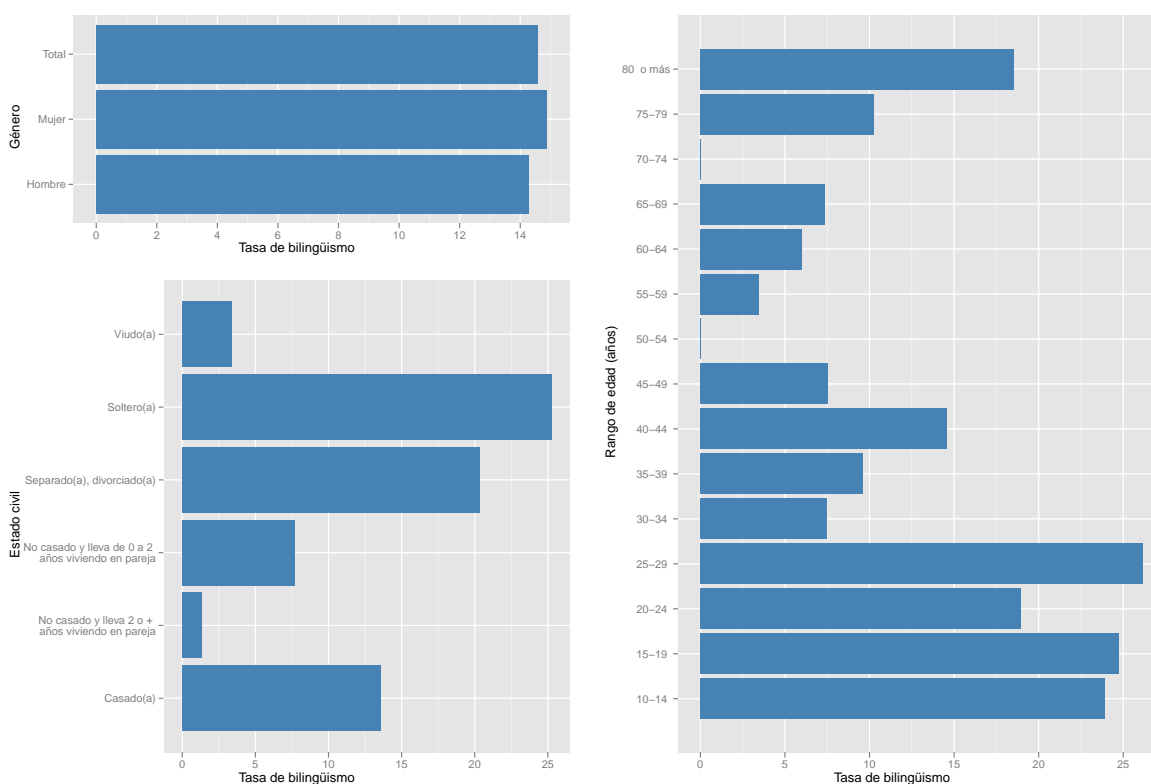 Total
Mujer
Hombre
Género
0 2 4 6 8 10 12 14
Tasa de bilingüismo
Viudo(a)
Soltero(a)
Separado(a), divorciado(a)
No casado y lleva de 0 a 2
años viviendo en pareja
No casado y lleva 2 o +
años viviendo en pareja
Casado(a)
Estado civil
0 5 10 15 20 25
Tasa de bilingüismo
80 o más
75−79
70−74
65−69
60−64
55−59
50−54
45−49
40−44
35−39
30−34
25−29
20−24
15−19
10−14
Rango de edad (años)
0 5 10 15 20 25
Tasa de bilingüismo